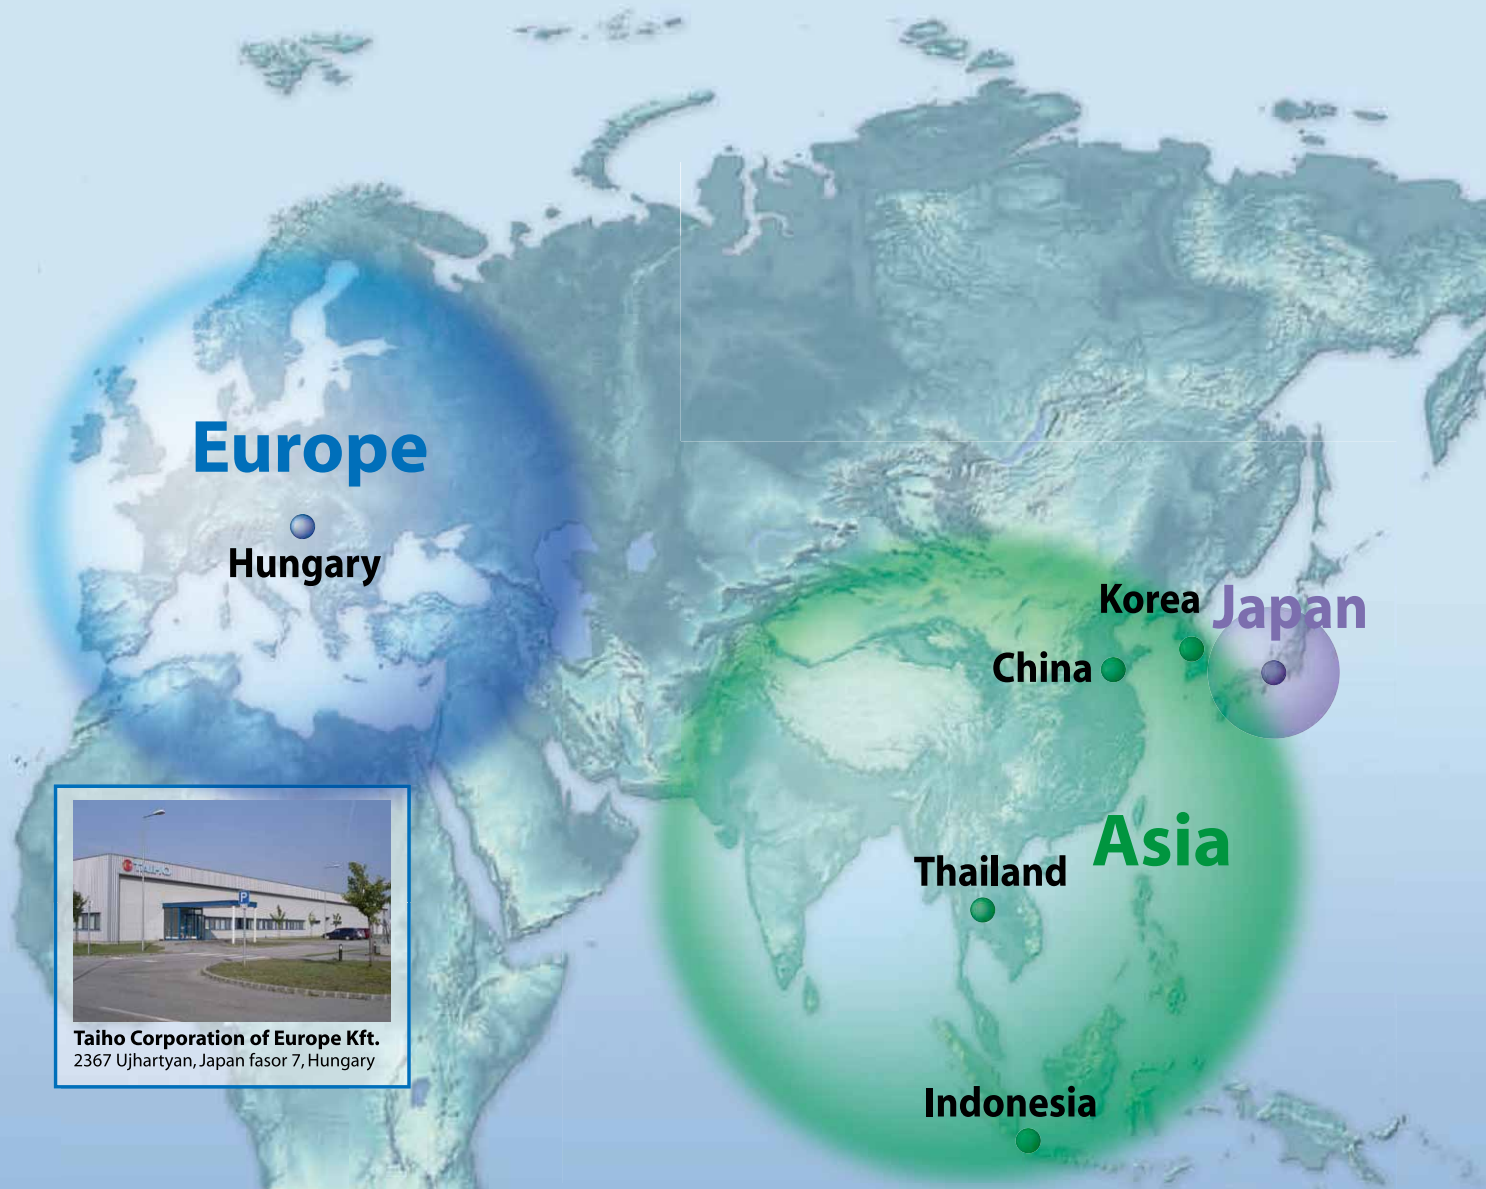 Europe
Hungary
Korea
Japan
China
Asia
Thailand
Indonesia
TAIHO
P
Taiho Corporation of Europe Kft.
2367 Ujhartyan, Japan fasor 7, Hungary